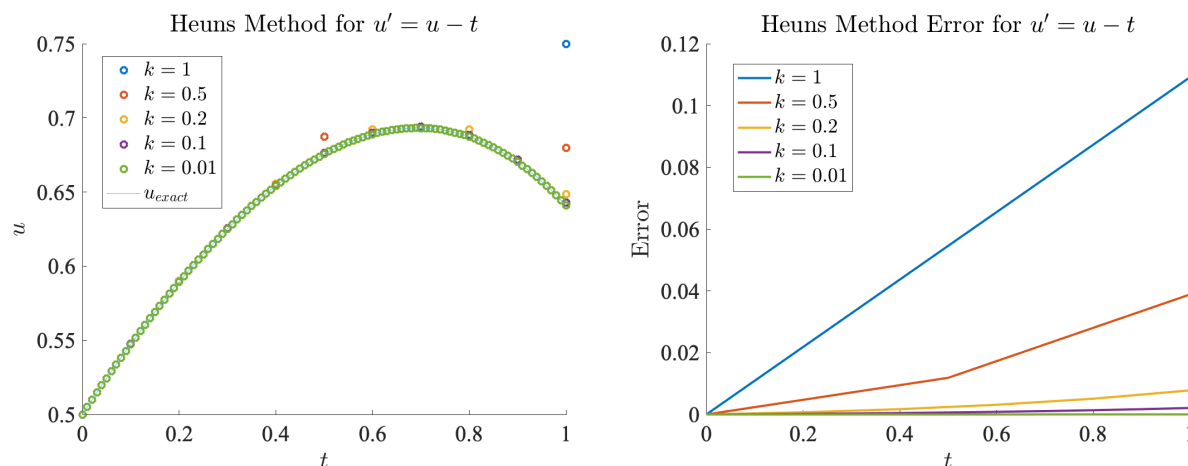 Heuns Method for u′ = u − t
0.75
0.7
0.65
0.6
0.55
0.5
u
k = 1
k = 0.5
k = 0.2
k = 0.1
k = 0.01
u_exact
0 0.2 0.4 0.6 0.8 1
t
Heuns Method Error for u′ = u − t
0.12
0.1
0.08
0.06
0.04
0.02
0
Error
k = 1
k = 0.5
k = 0.2
k = 0.1
k = 0.01
0 0.2 0.4 0.6 0.8 1
t